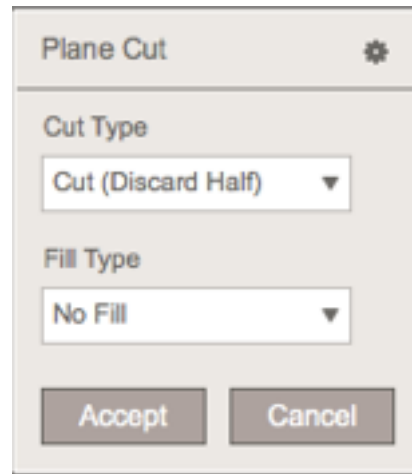 Plane Cut
Cut Type
Cut (Discard Half)
Fill Type
No Fill
Accept Cancel